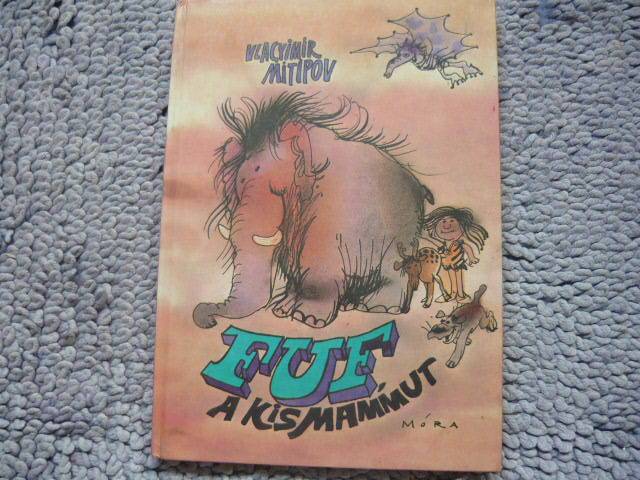 VLAGYIMIR
MITIPOV
FUF,
A KISMAMMUT
MÓRA